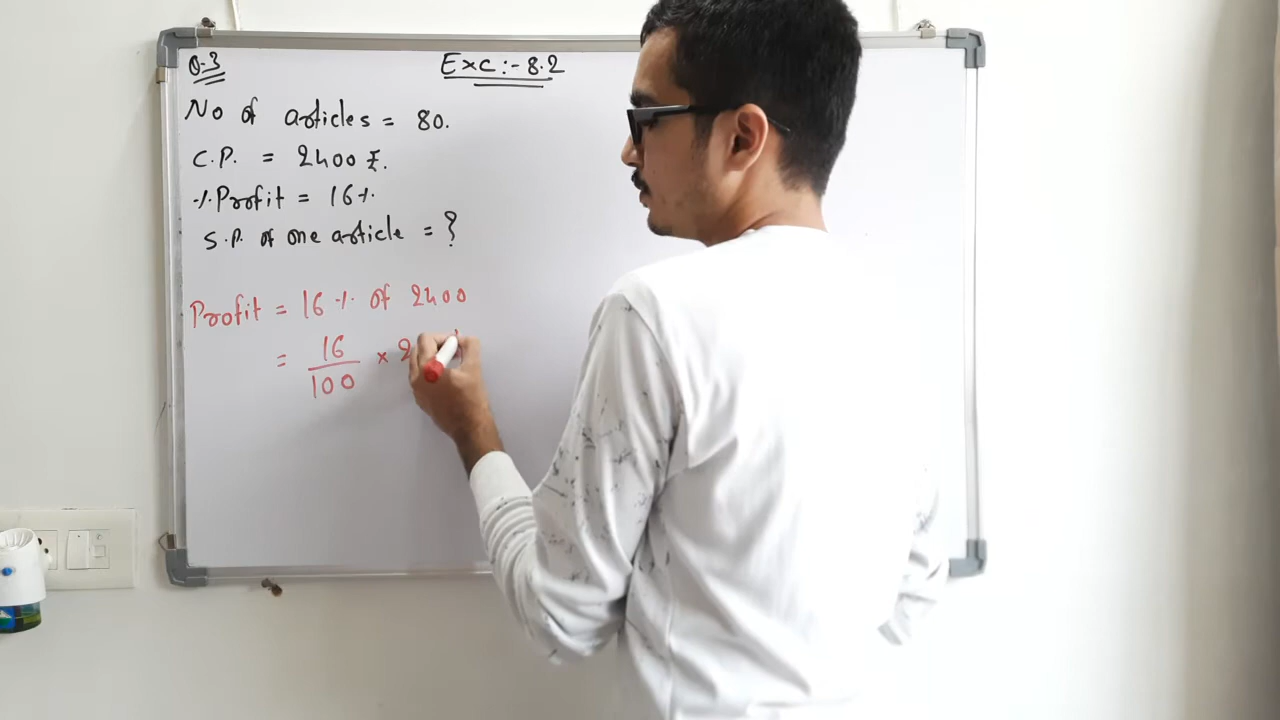 Q-3
Exc:- 8.2
No of articles = 80.
C.P. = 2400 ₹.
% Profit = 16%.
S.P. of one article = ?
Profit = 16% of 2400
= 16/100 × 2